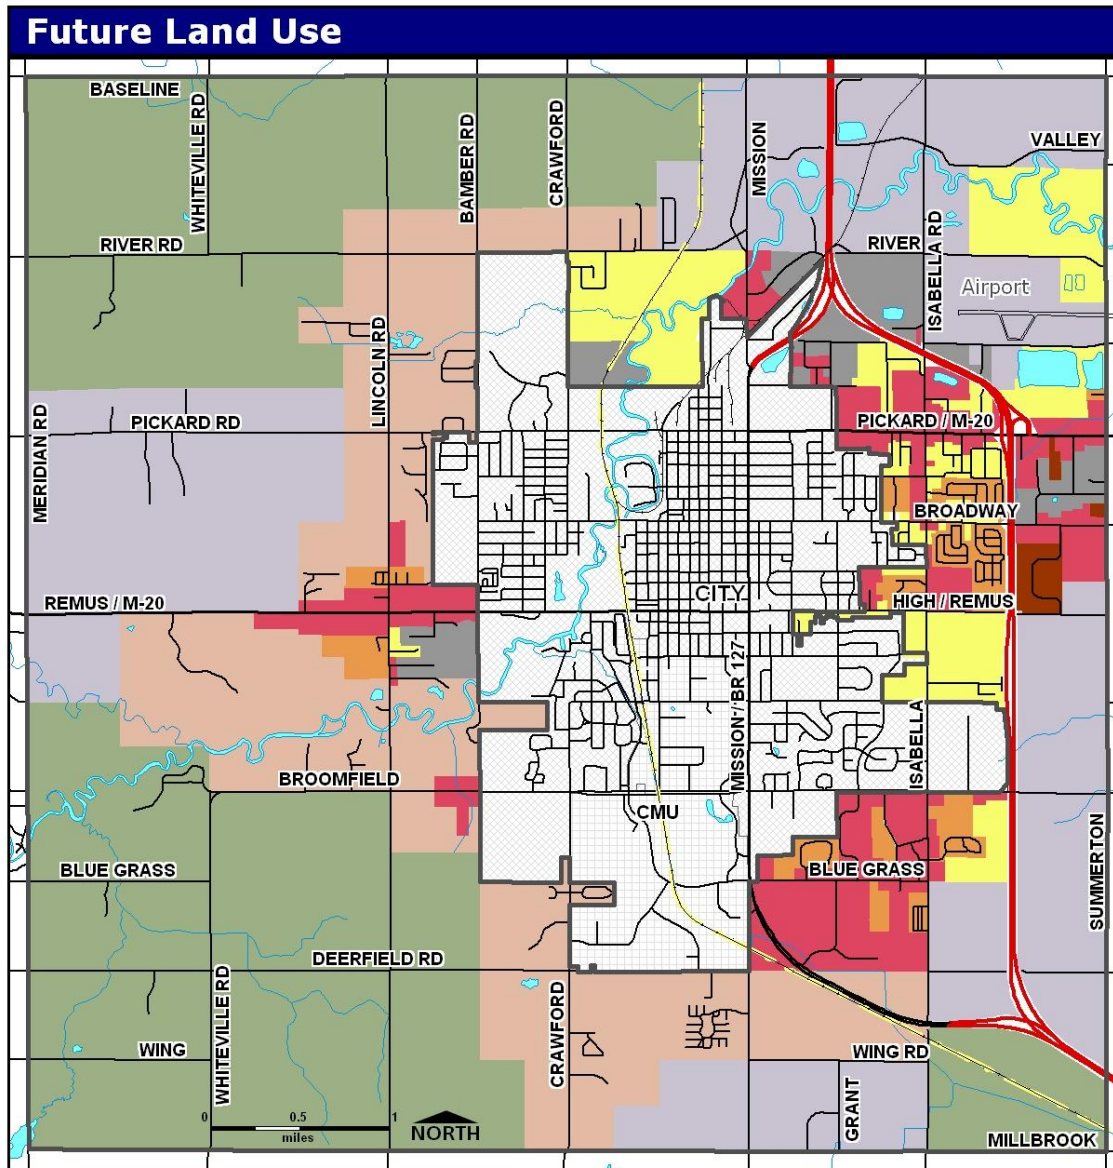 Future Land Use
BASELINE
WHITEVILLE RD
BAMBER RD
CRAWFORD
MISSION
VALLEY
RIVER RD
RIVER
ISABELLA RD
Airport
LINCOLN RD
MERIDIAN RD
PICKARD RD
PICKARD / M-20
BROADWAY
REMUS / M-20
CITY
HIGH / REMUS
MISSION / BR 127
ISABELLA
BROOMFIELD
CMU
BLUE GRASS
BLUE GRASS
SUMMERTON
DEERFIELD RD
WHITEVILLE RD
CRAWFORD
WING
WING RD
GRANT
0 0.5 1
miles
NORTH
MILLBROOK